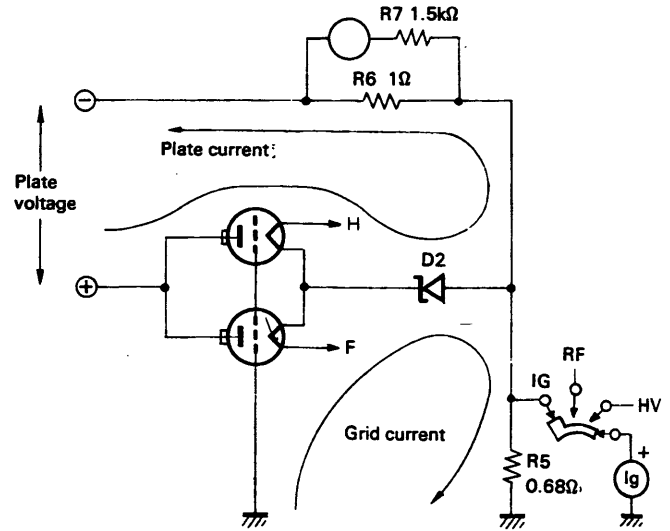 R7 1.5kΩ
R6 1Ω
−
Plate current:
Plate
voltage
H
D2
+
F
RF
IG
HV
Grid current
+
R5
0.68Ω
Ig